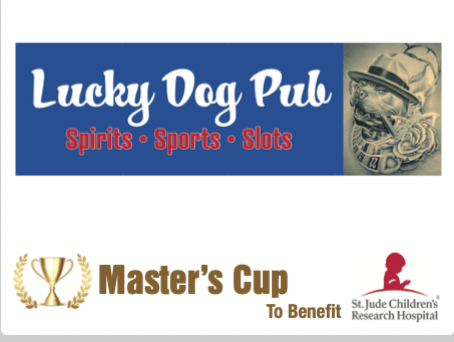 Lucky Dog Pub
Spirits • Sports • Slots
Master's Cup
To Benefit
St. Jude Children's®
Research Hospital